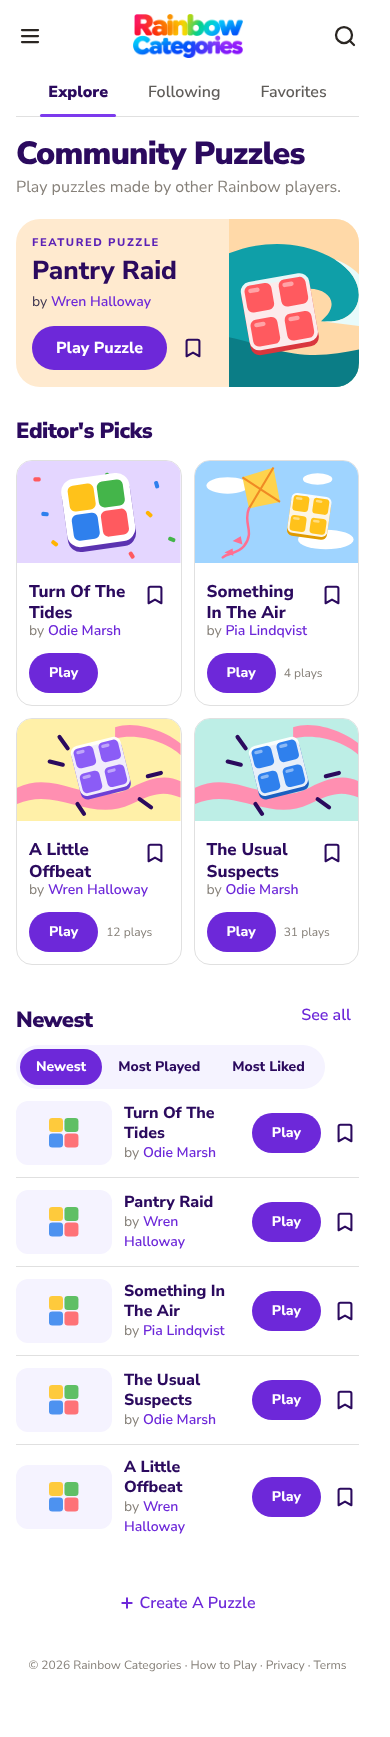 Rainbow
Categories
Explore Following Favorites
Community Puzzles
Play puzzles made by other Rainbow players.
FEATURED PUZZLE
Pantry Raid
by Wren Halloway
Play Puzzle
Editor's Picks
Turn Of The
Tides
by Odie Marsh
Play
Something
In The Air
by Pia Lindqvist
Play 4 plays
A Little
Offbeat
by Wren Halloway
Play 12 plays
The Usual
Suspects
by Odie Marsh
Play 31 plays
Newest See all
Newest Most Played Most Liked
Turn Of The
Tides
by Odie Marsh
Play
Pantry Raid
by Wren
Halloway
Play
Something In
The Air
by Pia Lindqvist
Play
The Usual
Suspects
by Odie Marsh
Play
A Little
Offbeat
by Wren
Halloway
Play
+ Create A Puzzle
© 2026 Rainbow Categories · How to Play · Privacy · Terms